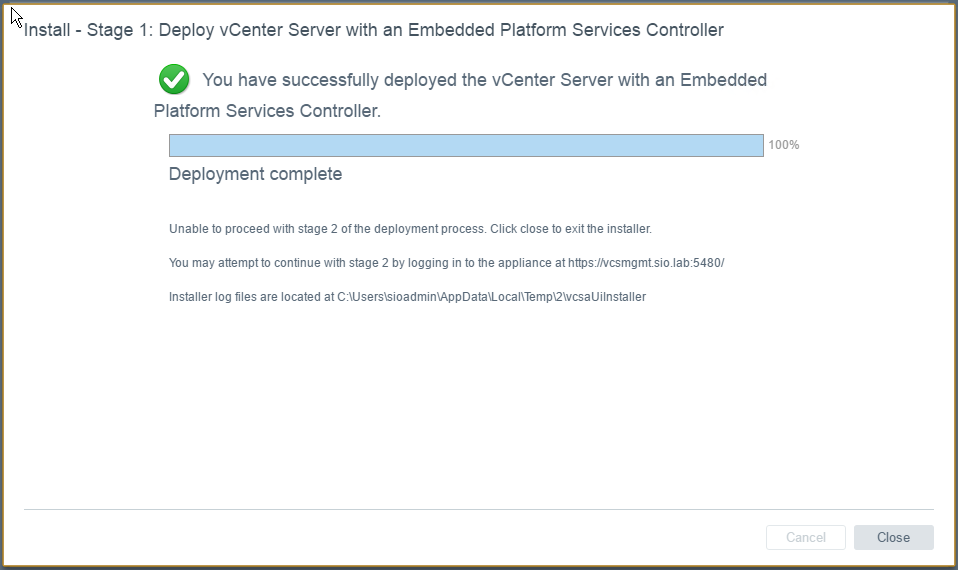 Install - Stage 1: Deploy vCenter Server with an Embedded Platform Services Controller
You have successfully deployed the vCenter Server with an Embedded
Platform Services Controller.
100%
Deployment complete
Unable to proceed with stage 2 of the deployment process. Click close to exit the installer.
You may attempt to continue with stage 2 by logging in to the appliance at https://vcsmgmt.sio.lab:5480/
Installer log files are located at C:\Users\sioadmin\AppData\Local\Temp\2\vcsaUiInstaller
Cancel
Close